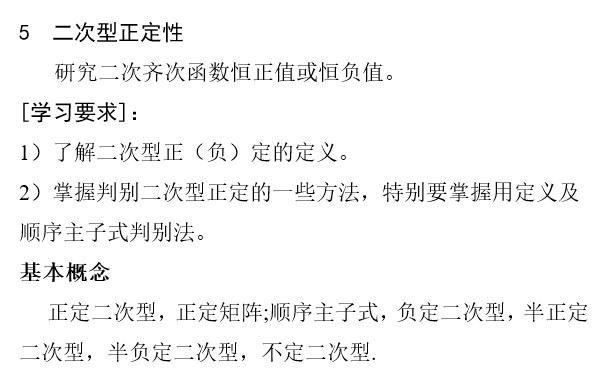 5 二次型正定性
研究二次齐次函数恒正值或恒负值。
[学习要求]：
1）了解二次型正（负）定的定义。
2）掌握判别二次型正定的一些方法，特别要掌握用定义及
顺序主子式判别法。
基本概念
正定二次型，正定矩阵;顺序主子式，负定二次型，半正定
二次型，半负定二次型，不定二次型.